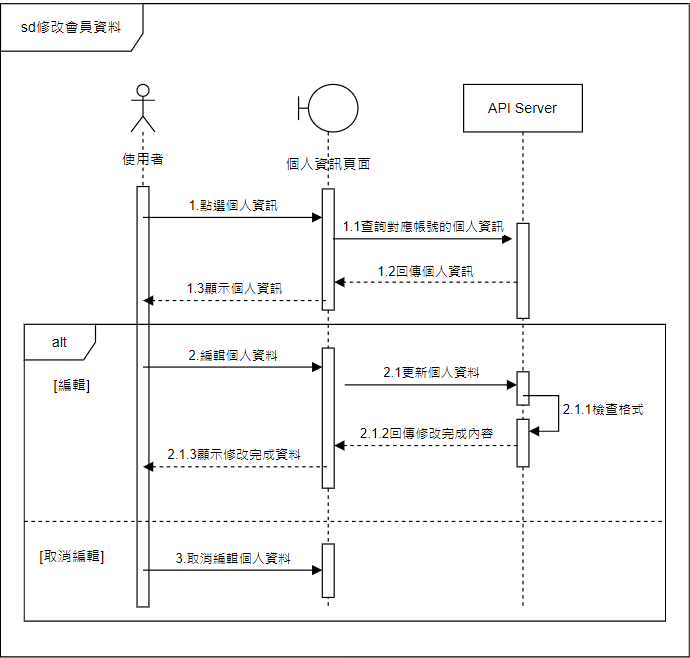 sd修改會員資料
API Server
使用者
個人資訊頁面
1.點選個人資訊
1.1查詢對應帳號的個人資訊
1.2回傳個人資訊
1.3顯示個人資訊
alt
2.編輯個人資料
[編輯]
2.1更新個人資料
2.1.1檢查格式
2.1.2回傳修改完成內容
2.1.3顯示修改完成資料
[取消編輯]
3.取消編輯個人資料